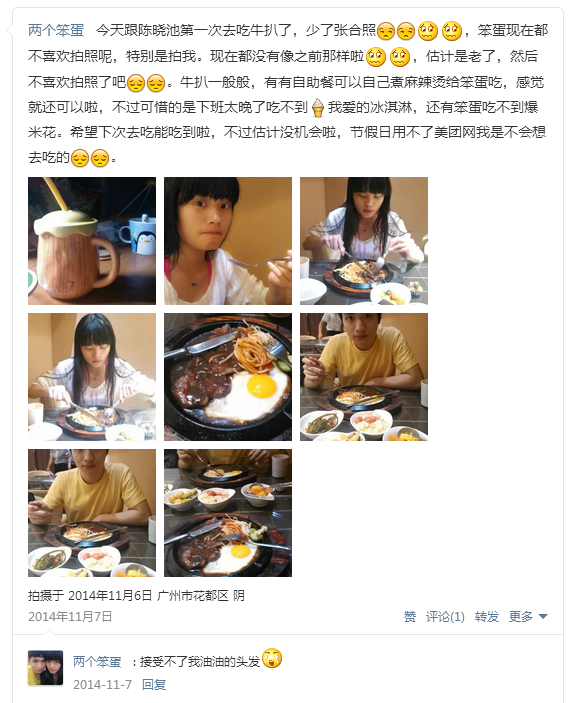 两个笨蛋 今天跟陈晓池第一次去吃牛扒了，少了张合照😔😔🙄🙄，笨蛋现在都
不喜欢拍照呢，特别是拍我。现在都没有像之前那样啦🙄🙄，估计是老了，然后
不喜欢拍照了吧😔😔。牛扒一般般，有有自助餐可以自己煮麻辣烫给笨蛋吃，感觉
就还可以啦，不过可惜的是下班太晚了吃不到🍦我爱的冰淇淋，还有笨蛋吃不到爆
米花。希望下次去吃能吃到啦，不过估计没机会啦，节假日用不了美团网我是不会想
去吃的😔😔。
拍摄于 2014年11月6日 广州市花都区 阴
2014年11月7日 赞 评论(1) 转发 更多
两个笨蛋 : 接受不了我油油的头发😲
2014-11-7 回复